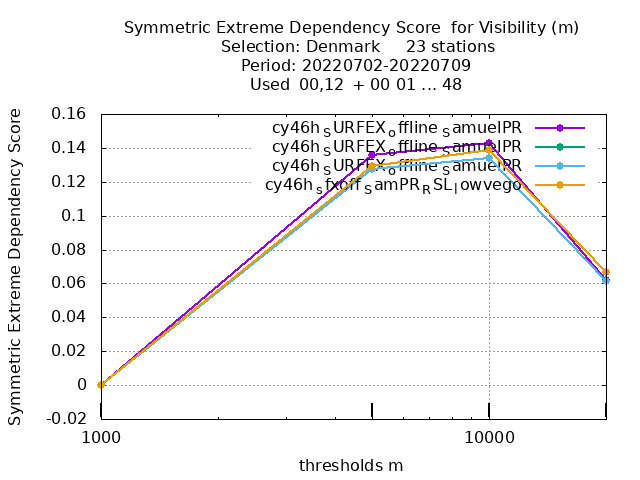 Symmetric Extreme Dependency Score for Visibility (m)
Selection: Denmark 23 stations
Period: 20220702-20220709
Used 00,12 + 00 01 ... 48
Symmetric Extreme Dependency Score
0.16
0.14
0.12
0.1
0.08
0.06
0.04
0.02
0
-0.02
cy46h_SURFEX_offline_SamuelPR
cy46h_SURFEX_offline_SamuelPR
cy46h_SURFEX_offline_SamuelPR
cy46h_sfxoff_SamPR_RSL_lowvego
1000
10000
thresholds m